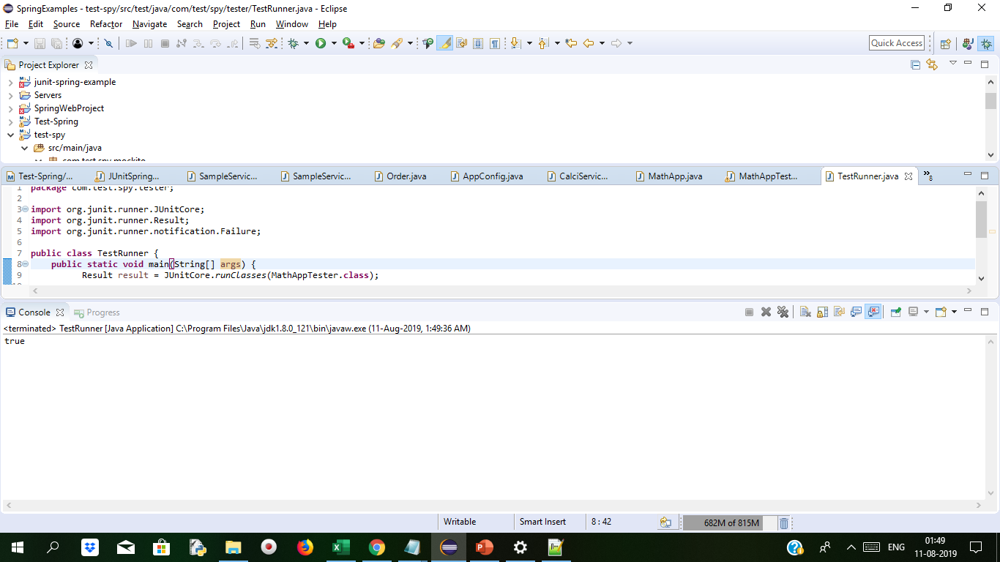 SpringExamples - test-spy/src/test/java/com/test/spy/tester/TestRunner.java - Eclipse
File Edit Source Refactor Navigate Search Project Run Window Help
Quick Access
Project Explorer
junit-spring-example
Servers
SpringWebProject
Test-Spring
test-spy
src/main/java
com.test.spy.mockito
Test-Spring/... JUnitSpring... SampleServic... SampleServic... Order.java AppConfig.java CalciServic... MathApp.java MathAppTest... TestRunner.java »8
1 package com.test.spy.tester;
2
3 import org.junit.runner.JUnitCore;
4 import org.junit.runner.Result;
5 import org.junit.runner.notification.Failure;
6
7 public class TestRunner {
8 public static void main(String[] args) {
9 Result result = JUnitCore.runClasses(MathAppTester.class);
Console Progress
<terminated> TestRunner [Java Application] C:\Program Files\Java\jdk1.8.0_121\bin\javaw.exe (11-Aug-2019, 1:49:36 AM)
true
Writable Smart Insert 8 : 42 682M of 815M
ENG 01:49
11-08-2019